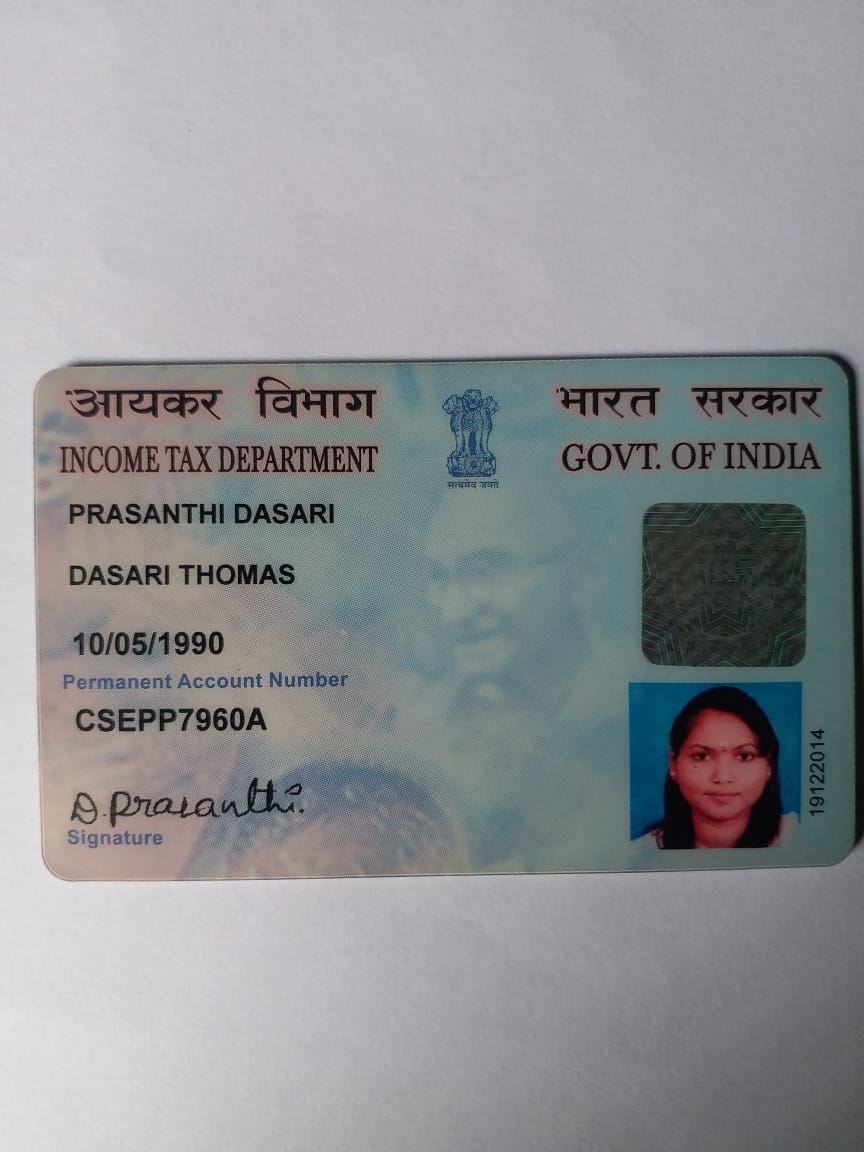 आयकर विभाग
भारत सरकार
INCOME TAX DEPARTMENT
GOVT. OF INDIA
सत्यमेव जयते
PRASANTHI DASARI
DASARI THOMAS
10/05/1990
Permanent Account Number
CSEPP7960A
D. Prasanthi.
Signature
19122014